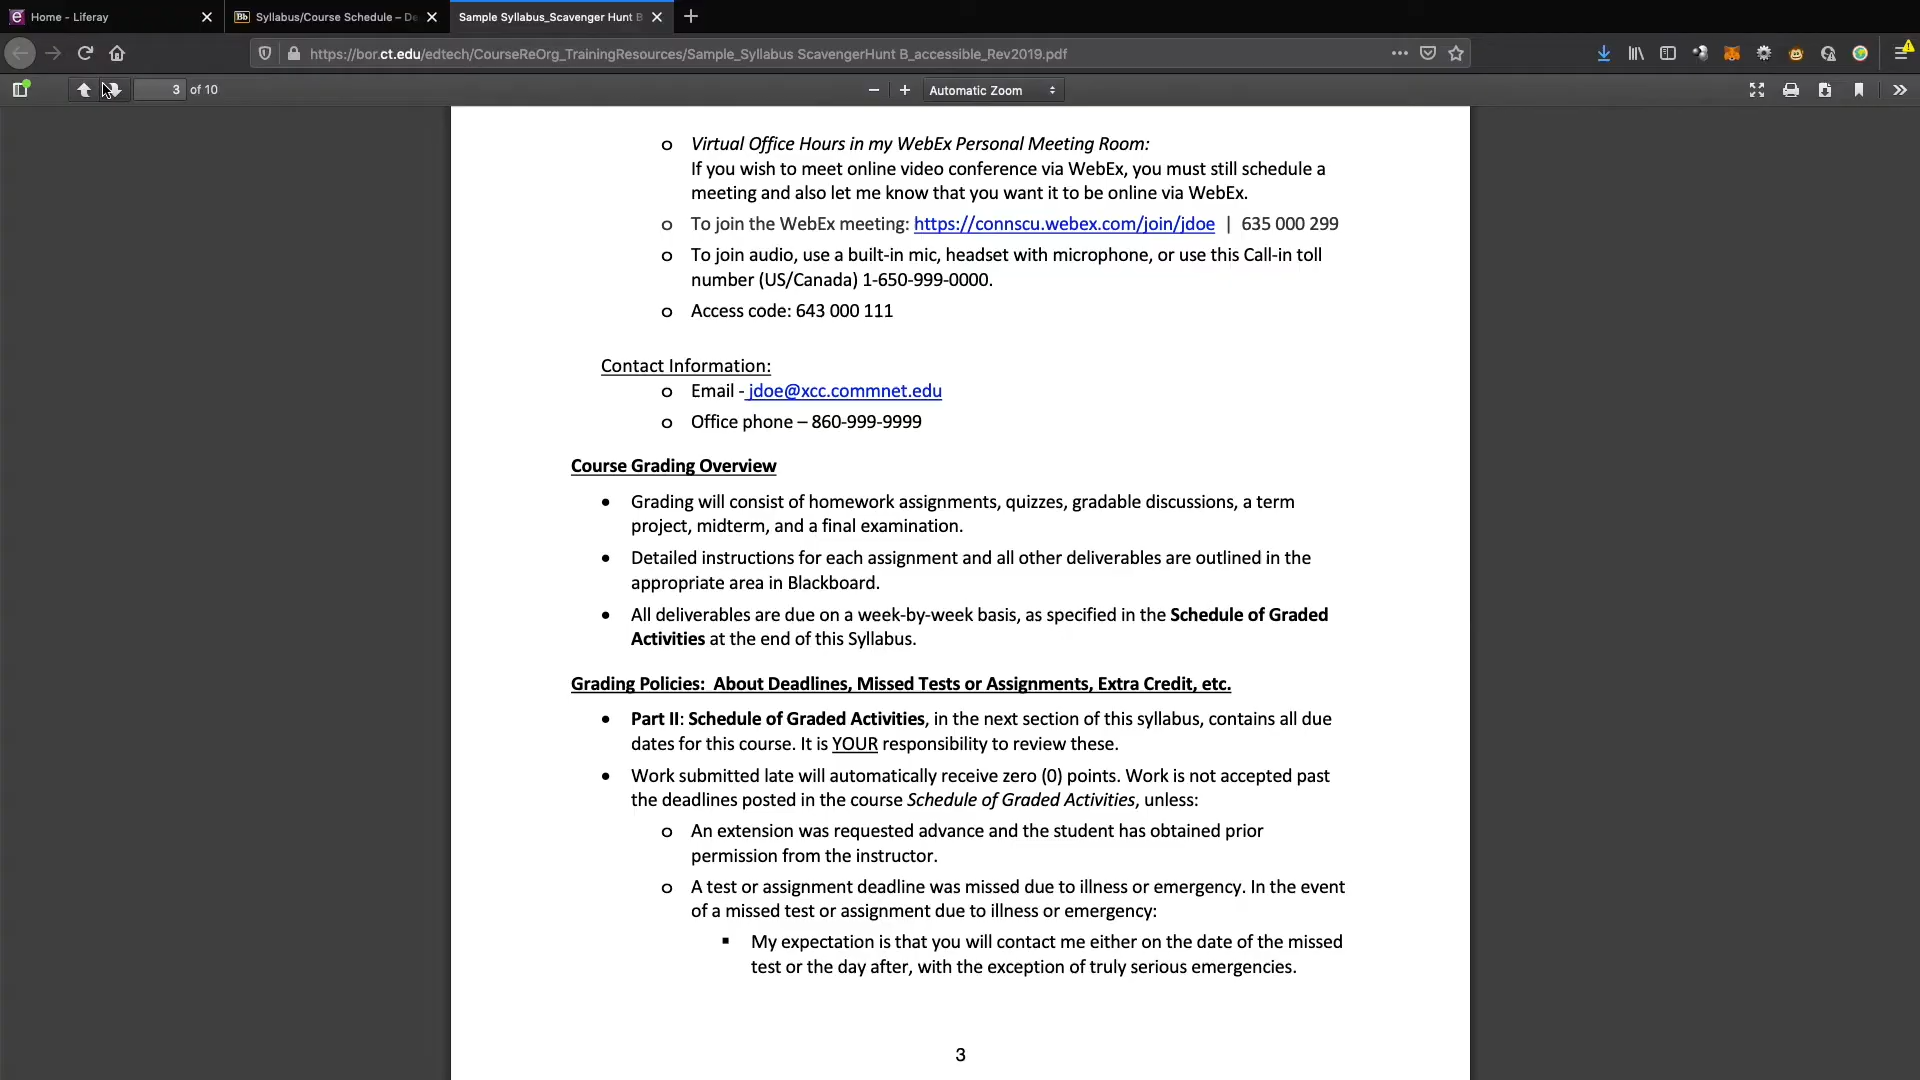 Home - Liferay
Bb Syllabus/Course Schedule – De
Sample Syllabus_Scavenger Hunt B
https://bor.ct.edu/edtech/CourseReOrg_TrainingResources/Sample_Syllabus ScavengerHunt B_accessible_Rev2019.pdf
3 of 10
Automatic Zoom
o Virtual Office Hours in my WebEx Personal Meeting Room:
If you wish to meet online video conference via WebEx, you must still schedule a
meeting and also let me know that you want it to be online via WebEx.
o To join the WebEx meeting: https://connscu.webex.com/join/jdoe | 635 000 299
o To join audio, use a built-in mic, headset with microphone, or use this Call-in toll
number (US/Canada) 1-650-999-0000.
o Access code: 643 000 111
Contact Information:
o Email - jdoe@xcc.commnet.edu
o Office phone – 860-999-9999
Course Grading Overview
• Grading will consist of homework assignments, quizzes, gradable discussions, a term
project, midterm, and a final examination.
• Detailed instructions for each assignment and all other deliverables are outlined in the
appropriate area in Blackboard.
• All deliverables are due on a week-by-week basis, as specified in the Schedule of Graded
Activities at the end of this Syllabus.
Grading Policies: About Deadlines, Missed Tests or Assignments, Extra Credit, etc.
• Part II: Schedule of Graded Activities, in the next section of this syllabus, contains all due
dates for this course. It is YOUR responsibility to review these.
• Work submitted late will automatically receive zero (0) points. Work is not accepted past
the deadlines posted in the course Schedule of Graded Activities, unless:
o An extension was requested advance and the student has obtained prior
permission from the instructor.
o A test or assignment deadline was missed due to illness or emergency. In the event
of a missed test or assignment due to illness or emergency:
▪ My expectation is that you will contact me either on the date of the missed
test or the day after, with the exception of truly serious emergencies.
3